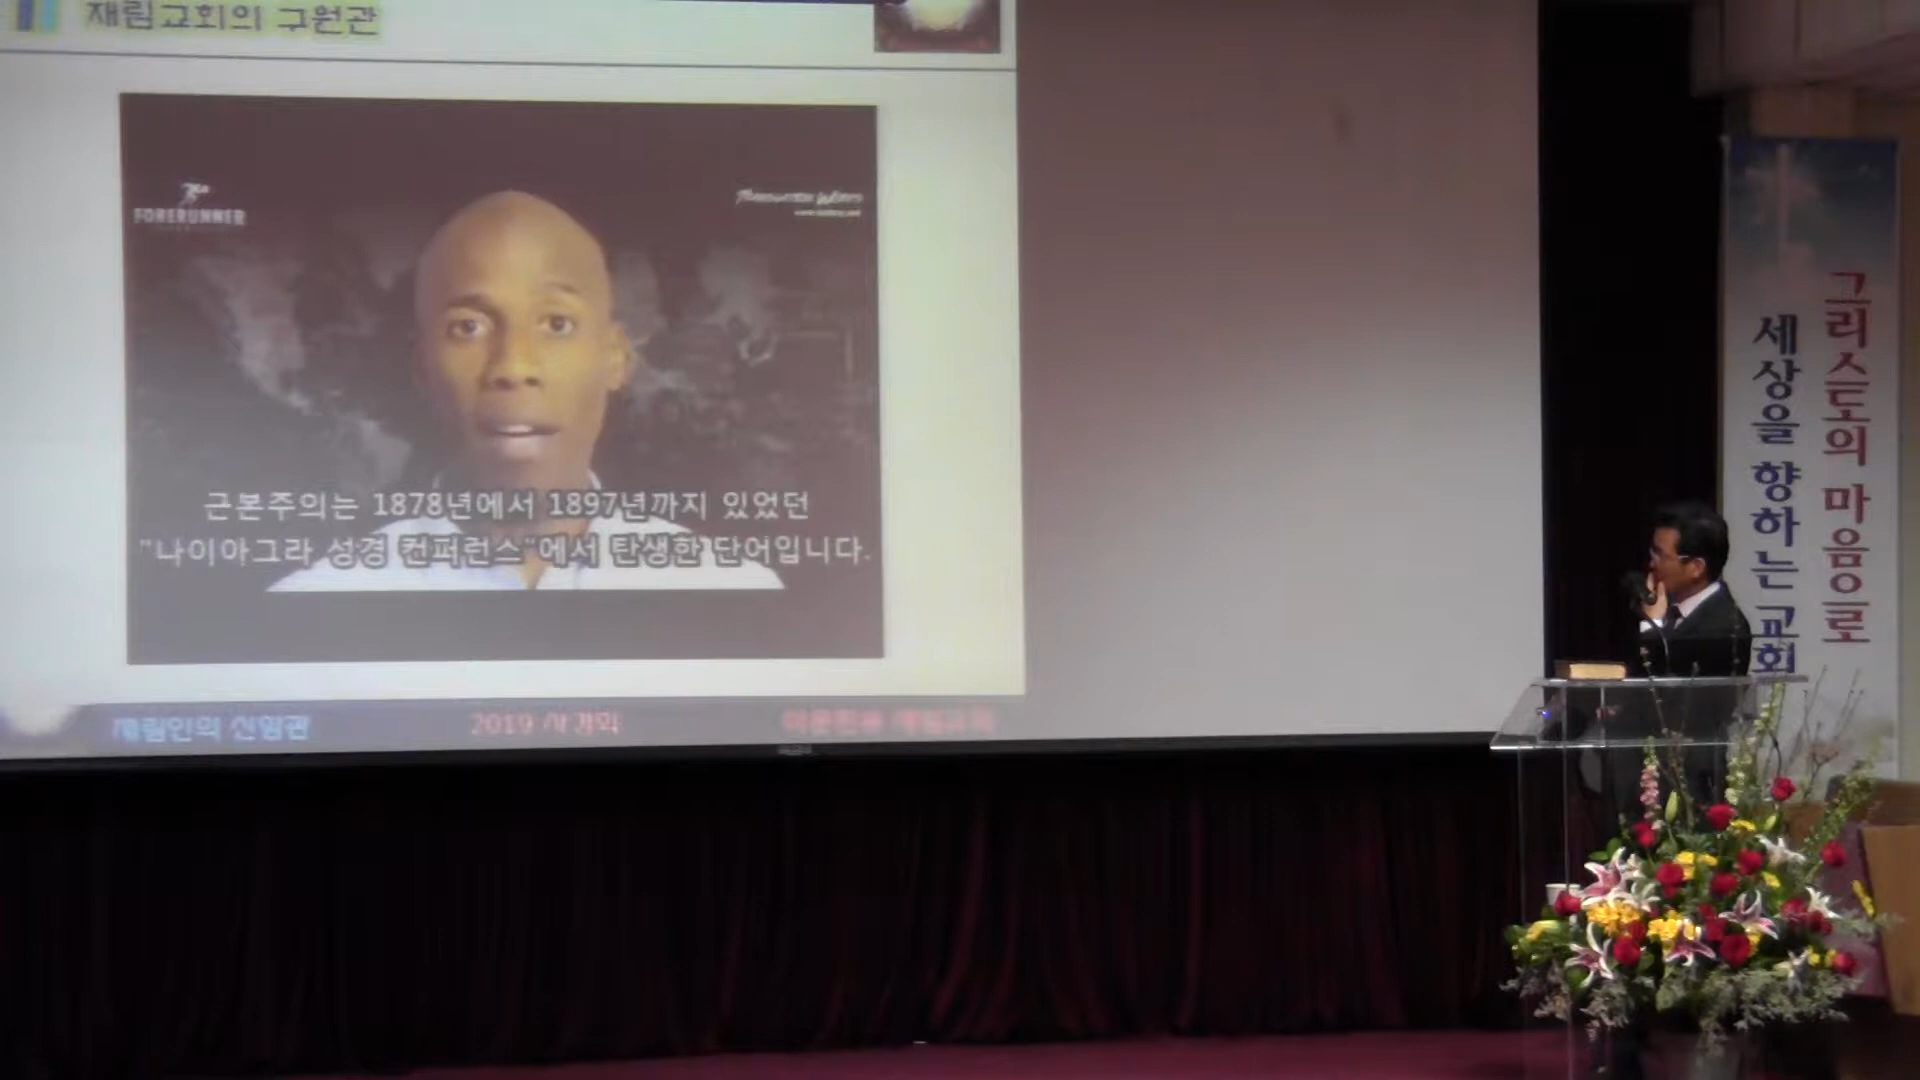 재림교회의 구원관
FORERUNNER
근본주의는 1878년에서 1897년까지 있었던
"나이아그라 성경 컨퍼런스"에서 탄생한 단어입니다.
재림인의 신앙관
2019 사경회
그리스도의 마음으로
세상을 향하는 교회